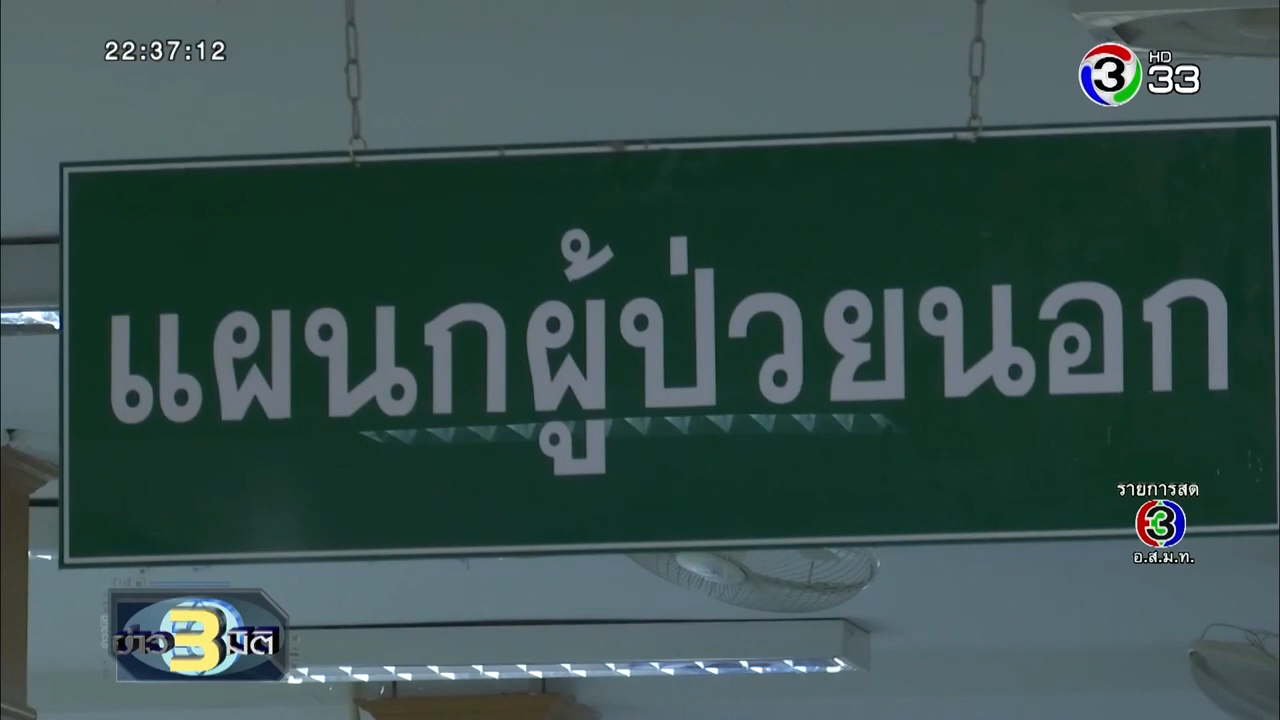 22:37:12
3 HD 33
แผนกผู้ป่วยนอก
รายการสด
3
อ.ส.ม.ท.
ข่าว 3 มิติ